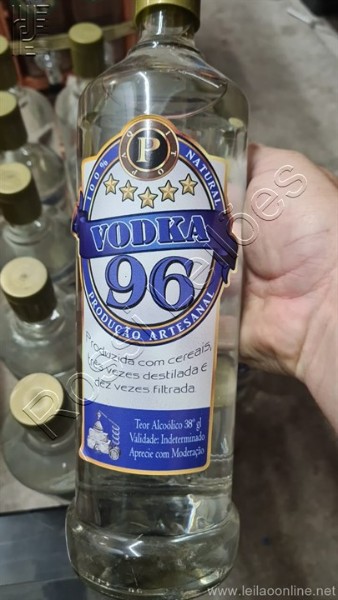 P
100% NATURAL
VODKA
96
PRODUÇÃO ARTESANAL
Produzida com cereais,
três vezes destilada e
dez vezes filtrada.
Teor Alcoólico 38° gl
Validade: Indeterminado
Aprecie com Moderação
www.leilaoonline.net